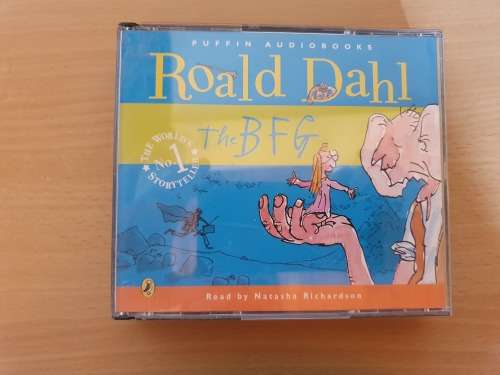 PUFFIN AUDIOBOOKS
Roald Dahl
the BFG
THE WORLD'S
No 1
STORYTELLER
Read by Natasha Richardson